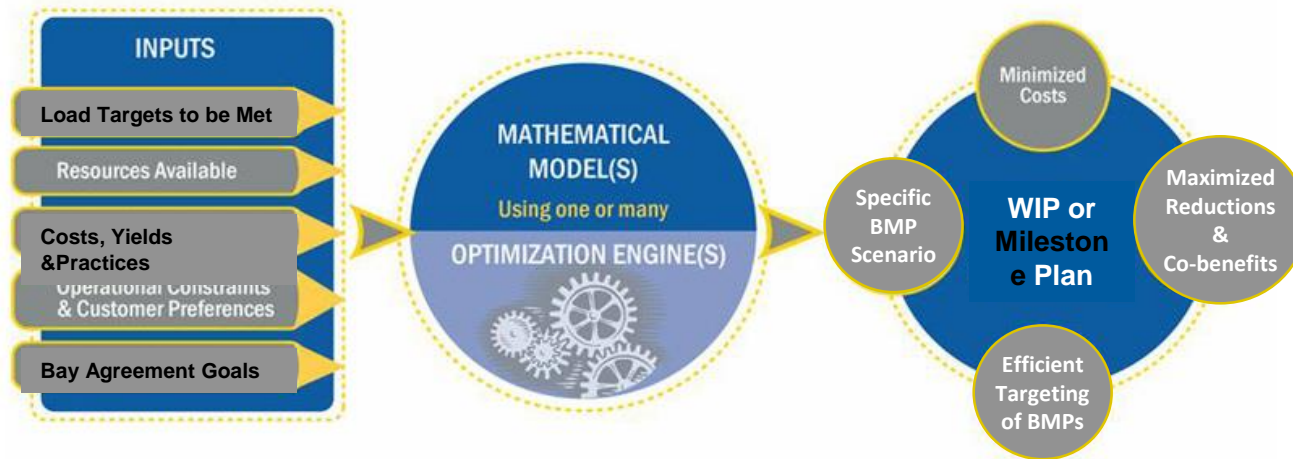 INPUTS
Load Targets to be Met
Resources Available
Costs, Yields
&Practices
Operational Constraints
& Customer Preferences
Bay Agreement Goals
MATHEMATICAL
MODEL(S)
Using one or many
OPTIMIZATION ENGINE(S)
Minimized
Costs
Specific
BMP
Scenario
WIP or
Mileston
e Plan
Maximized
Reductions
&
Co-benefits
Efficient
Targeting
of BMPs